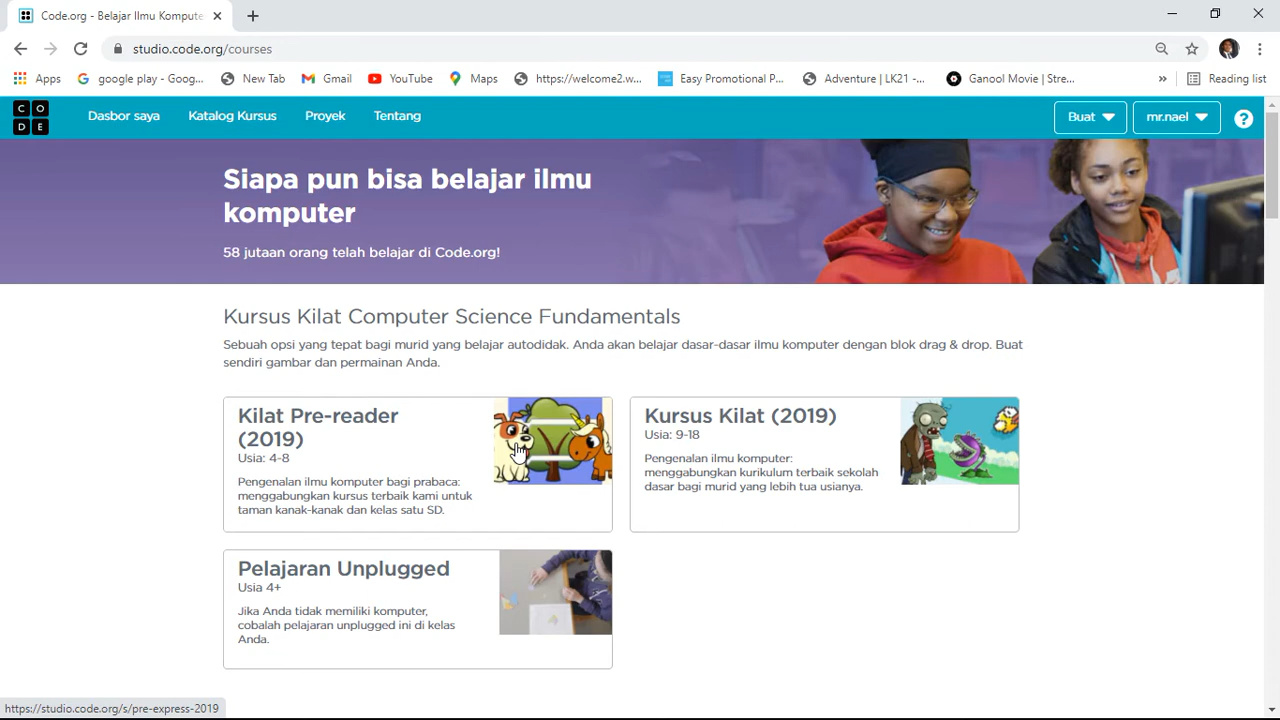 Code.org - Belajar Ilmu Kompute
studio.code.org/courses
Apps
google play - Goog...
New Tab
Gmail
YouTube
Maps
https://welcome2.w...
Easy Promotional P...
Adventure | LK21 -...
Ganool Movie | Stre...
»
Reading list
C O
D E
Dasbor saya
Katalog Kursus
Proyek
Tentang
Buat
mr.nael
?
Siapa pun bisa belajar ilmu
komputer
58 jutaan orang telah belajar di Code.org!
Kursus Kilat Computer Science Fundamentals
Sebuah opsi yang tepat bagi murid yang belajar autodidak. Anda akan belajar dasar-dasar ilmu komputer dengan blok drag & drop. Buat
sendiri gambar dan permainan Anda.
Kilat Pre-reader
(2019)
Usia: 4-8
Pengenalan ilmu komputer bagi prabaca:
menggabungkan kursus terbaik kami untuk
taman kanak-kanak dan kelas satu SD.
Kursus Kilat (2019)
Usia: 9-18
Pengenalan ilmu komputer:
menggabungkan kurikulum terbaik sekolah
dasar bagi murid yang lebih tua usianya.
Pelajaran Unplugged
Usia 4+
Jika Anda tidak memiliki komputer,
cobalah pelajaran unplugged ini di kelas
Anda.
https://studio.code.org/s/pre-express-2019